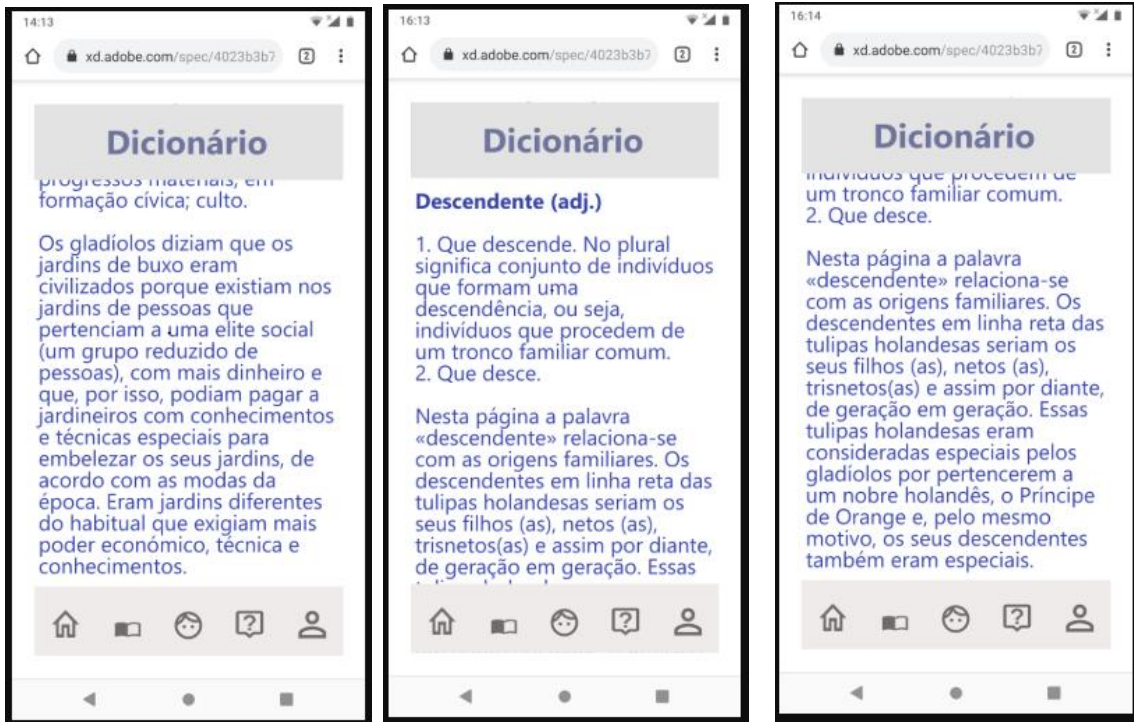 14:13
xd.adobe.com/spec/4023b3b7
2
Dicionário
progressos materiais, em
formação cívica; culto.
Os gladíolos diziam que os
jardins de buxo eram
civilizados porque existiam nos
jardins de pessoas que
pertenciam a uma elite social
(um grupo reduzido de
pessoas), com mais dinheiro e
que, por isso, podiam pagar a
jardineiros com conhecimentos
e técnicas especiais para
embelezar os seus jardins, de
acordo com as modas da
época. Eram jardins diferentes
do habitual que exigiam mais
poder económico, técnica e
conhecimentos.
16:13
xd.adobe.com/spec/4023b3b7
2
Dicionário
Descendente (adj.)
1. Que descende. No plural
significa conjunto de indivíduos
que formam uma
descendência, ou seja,
indivíduos que procedem de
um tronco familiar comum.
2. Que desce.
Nesta página a palavra
«descendente» relaciona-se
com as origens familiares. Os
descendentes em linha reta das
tulipas holandesas seriam os
seus filhos (as), netos (as),
trisnetos(as) e assim por diante,
de geração em geração. Essas
16:14
xd.adobe.com/spec/4023b3b7
2
Dicionário
indivíduos que procedem de
um tronco familiar comum.
2. Que desce.
Nesta página a palavra
«descendente» relaciona-se
com as origens familiares. Os
descendentes em linha reta das
tulipas holandesas seriam os
seus filhos (as), netos (as),
trisnetos(as) e assim por diante,
de geração em geração. Essas
tulipas holandesas eram
consideradas especiais pelos
gladíolos por pertencerem a
um nobre holandês, o Príncipe
de Orange e, pelo mesmo
motivo, os seus descendentes
também eram especiais.